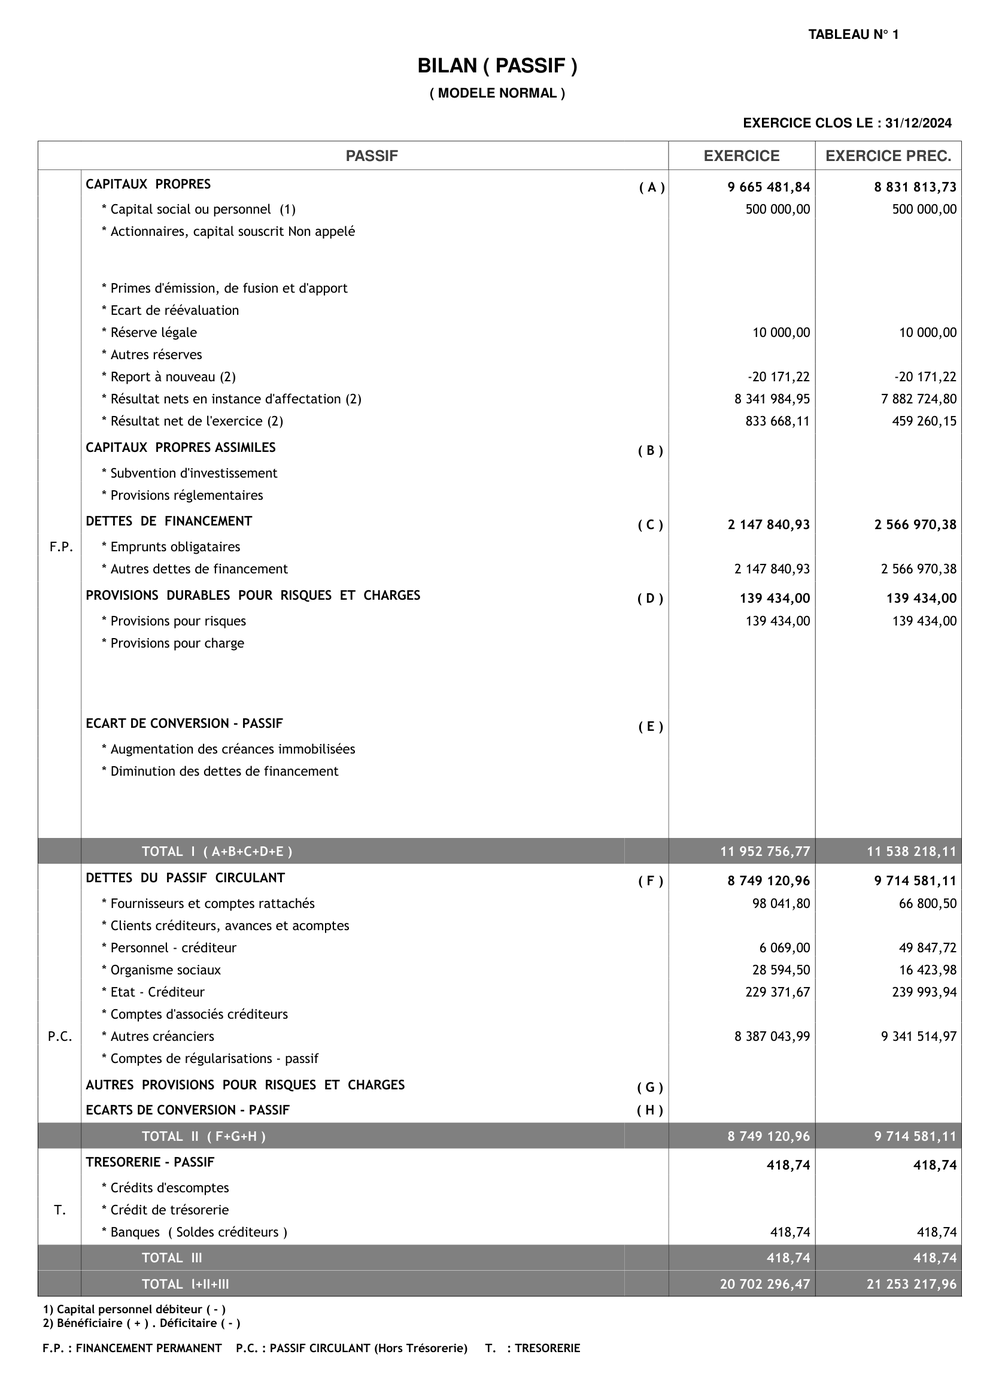 TABLEAU N° 1
BILAN ( PASSIF )
( MODELE NORMAL )
EXERCICE CLOS LE : 31/12/2024
PASSIF EXERCICE EXERCICE PREC.
CAPITAUX PROPRES ( A ) 9 665 481,84 8 831 813,73
* Capital social ou personnel (1) 500 000,00 500 000,00
* Actionnaires, capital souscrit Non appelé
* Primes d'émission, de fusion et d'apport
* Ecart de réévaluation
* Réserve légale 10 000,00 10 000,00
* Autres réserves
* Report à nouveau (2) -20 171,22 -20 171,22
* Résultat nets en instance d'affectation (2) 8 341 984,95 7 882 724,80
* Résultat net de l'exercice (2) 833 668,11 459 260,15
CAPITAUX PROPRES ASSIMILES ( B )
* Subvention d'investissement
* Provisions réglementaires
DETTES DE FINANCEMENT ( C ) 2 147 840,93 2 566 970,38
F.P. * Emprunts obligataires
* Autres dettes de financement 2 147 840,93 2 566 970,38
PROVISIONS DURABLES POUR RISQUES ET CHARGES ( D ) 139 434,00 139 434,00
* Provisions pour risques 139 434,00 139 434,00
* Provisions pour charge
ECART DE CONVERSION - PASSIF ( E )
* Augmentation des créances immobilisées
* Diminution des dettes de financement
TOTAL I ( A+B+C+D+E ) 11 952 756,77 11 538 218,11
DETTES DU PASSIF CIRCULANT ( F ) 8 749 120,96 9 714 581,11
* Fournisseurs et comptes rattachés 98 041,80 66 800,50
* Clients créditeurs, avances et acomptes
* Personnel - créditeur 6 069,00 49 847,72
* Organisme sociaux 28 594,50 16 423,98
* Etat - Créditeur 229 371,67 239 993,94
* Comptes d'associés créditeurs
P.C. * Autres créanciers 8 387 043,99 9 341 514,97
* Comptes de régularisations - passif
AUTRES PROVISIONS POUR RISQUES ET CHARGES ( G )
ECARTS DE CONVERSION - PASSIF ( H )
TOTAL II ( F+G+H ) 8 749 120,96 9 714 581,11
TRESORERIE - PASSIF 418,74 418,74
* Crédits d'escomptes
T. * Crédit de trésorerie
* Banques ( Soldes créditeurs ) 418,74 418,74
TOTAL III 418,74 418,74
TOTAL I+II+III 20 702 296,47 21 253 217,96
1) Capital personnel débiteur ( - )
2) Bénéficiaire ( + ) . Déficitaire ( - )
F.P. : FINANCEMENT PERMANENT P.C. : PASSIF CIRCULANT (Hors Trésorerie) T. : TRESORERIE